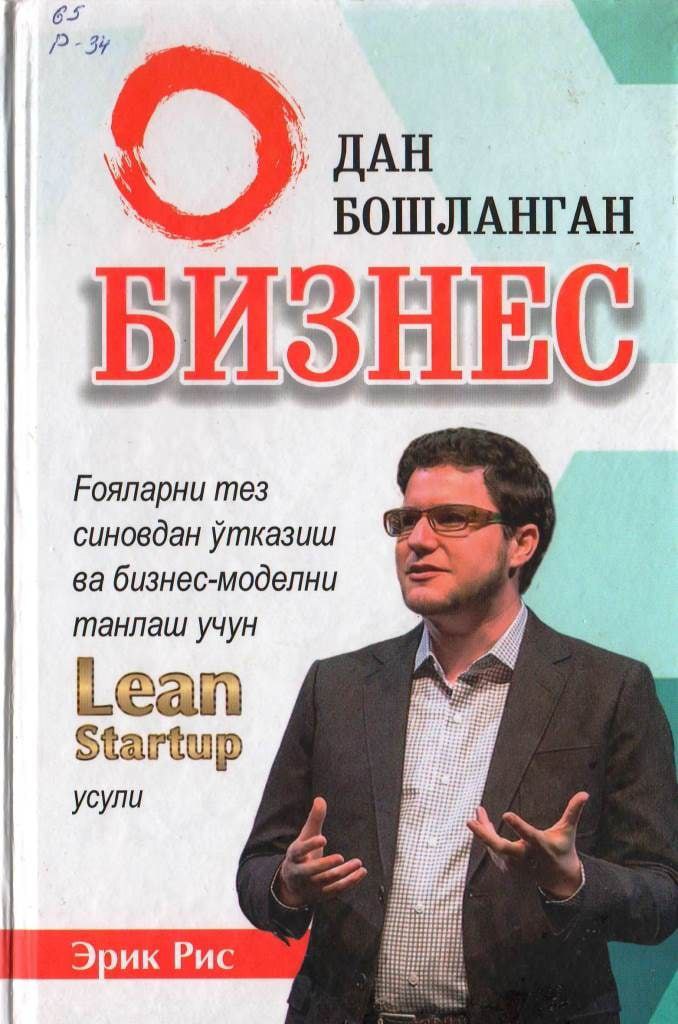 65
Р-34
О
ДАН
БОШЛАНГАН
БИЗНЕС
Ғояларни тез
синовдан ўтказиш
ва бизнес-моделни
танлаш учун
Lean
Startup
усули
Эрик Рис